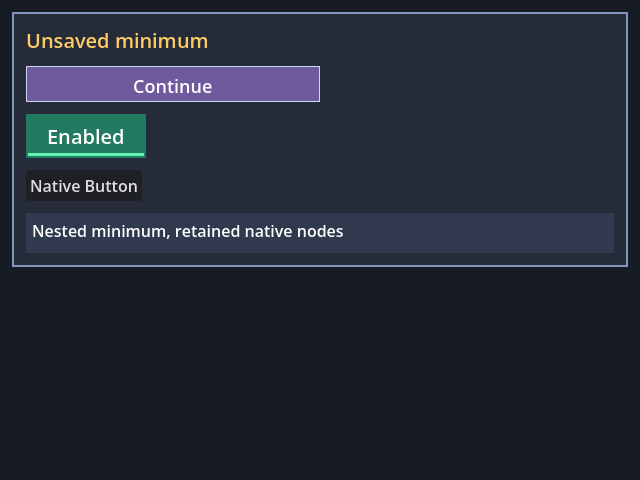 Unsaved minimum
Continue
Enabled
Native Button
Nested minimum, retained native nodes